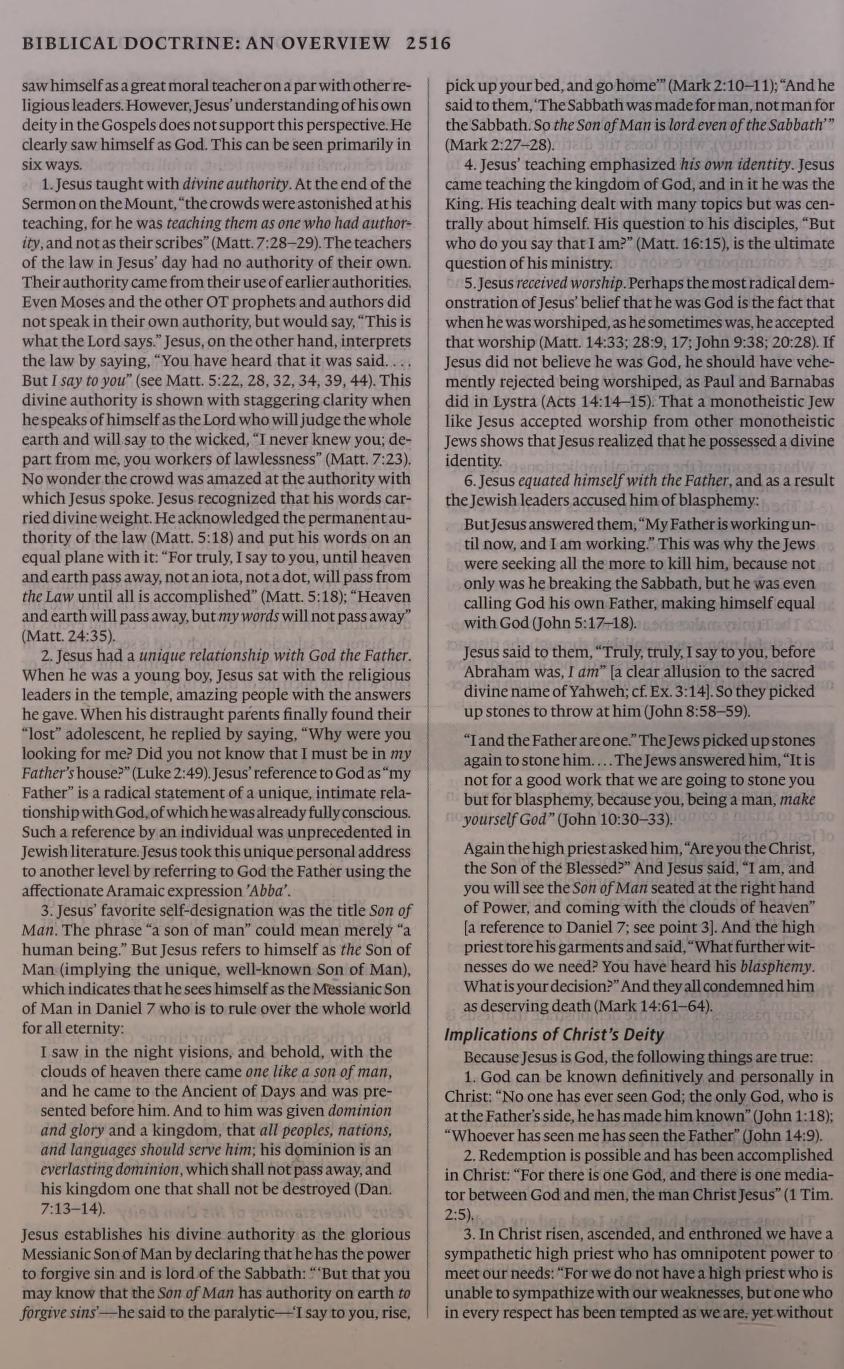 BIBLICAL DOCTRINE: AN OVERVIEW 2516
saw himself as a great moral teacher on a par with other re-
ligious leaders. However, Jesus' understanding of his own
deity in the Gospels does not support this perspective. He
clearly saw himself as God. This can be seen primarily in
six ways.
1. Jesus taught with divine authority. At the end of the
Sermon on the Mount, "the crowds were astonished at his
teaching, for he was teaching them as one who had author-
ity, and not as their scribes" (Matt. 7:28–29). The teachers
of the law in Jesus' day had no authority of their own.
Their authority came from their use of earlier authorities.
Even Moses and the other OT prophets and authors did
not speak in their own authority, but would say, "This is
what the Lord says." Jesus, on the other hand, interprets
the law by saying, "You have heard that it was said. . . .
But I say to you" (see Matt. 5:22, 28, 32, 34, 39, 44). This
divine authority is shown with staggering clarity when
he speaks of himself as the Lord who will judge the whole
earth and will say to the wicked, "I never knew you; de-
part from me, you workers of lawlessness" (Matt. 7:23).
No wonder the crowd was amazed at the authority with
which Jesus spoke. Jesus recognized that his words car-
ried divine weight. He acknowledged the permanent au-
thority of the law (Matt. 5:18) and put his words on an
equal plane with it: "For truly, I say to you, until heaven
and earth pass away, not an iota, not a dot, will pass from
the Law until all is accomplished" (Matt. 5:18); "Heaven
and earth will pass away, but my words will not pass away"
(Matt. 24:35).
2. Jesus had a unique relationship with God the Father.
When he was a young boy, Jesus sat with the religious
leaders in the temple, amazing people with the answers
he gave. When his distraught parents finally found their
"lost" adolescent, he replied by saying, "Why were you
looking for me? Did you not know that I must be in my
Father's house?" (Luke 2:49). Jesus' reference to God as "my
Father" is a radical statement of a unique, intimate rela-
tionship with God, of which he was already fully conscious.
Such a reference by an individual was unprecedented in
Jewish literature. Jesus took this unique personal address
to another level by referring to God the Father using the
affectionate Aramaic expression 'Abba'.
3. Jesus' favorite self-designation was the title Son of
Man. The phrase "a son of man" could mean merely "a
human being." But Jesus refers to himself as the Son of
Man (implying the unique, well-known Son of Man),
which indicates that he sees himself as the Messianic Son
of Man in Daniel 7 who is to rule over the whole world
for all eternity:
I saw in the night visions, and behold, with the
clouds of heaven there came one like a son of man,
and he came to the Ancient of Days and was pre-
sented before him. And to him was given dominion
and glory and a kingdom, that all peoples, nations,
and languages should serve him; his dominion is an
everlasting dominion, which shall not pass away, and
his kingdom one that shall not be destroyed (Dan.
7:13–14).
Jesus establishes his divine authority as the glorious
Messianic Son of Man by declaring that he has the power
to forgive sin and is lord of the Sabbath: "'But that you
may know that the Son of Man has authority on earth to
forgive sins'—he said to the paralytic—'I say to you, rise,
pick up your bed, and go home'" (Mark 2:10–11); "And he
said to them, 'The Sabbath was made for man, not man for
the Sabbath. So the Son of Man is lord even of the Sabbath'"
(Mark 2:27–28).
4. Jesus' teaching emphasized his own identity. Jesus
came teaching the kingdom of God, and in it he was the
King. His teaching dealt with many topics but was cen-
trally about himself. His question to his disciples, "But
who do you say that I am?" (Matt. 16:15), is the ultimate
question of his ministry.
5. Jesus received worship. Perhaps the most radical dem-
onstration of Jesus' belief that he was God is the fact that
when he was worshiped, as he sometimes was, he accepted
that worship (Matt. 14:33; 28:9, 17; John 9:38; 20:28). If
Jesus did not believe he was God, he should have vehe-
mently rejected being worshiped, as Paul and Barnabas
did in Lystra (Acts 14:14–15). That a monotheistic Jew
like Jesus accepted worship from other monotheistic
Jews shows that Jesus realized that he possessed a divine
identity.
6. Jesus equated himself with the Father, and as a result
the Jewish leaders accused him of blasphemy:
But Jesus answered them, "My Father is working un-
til now, and I am working." This was why the Jews
were seeking all the more to kill him, because not
only was he breaking the Sabbath, but he was even
calling God his own Father, making himself equal
with God (John 5:17–18).
Jesus said to them, "Truly, truly, I say to you, before
Abraham was, I am" [a clear allusion to the sacred
divine name of Yahweh; cf. Ex. 3:14]. So they picked
up stones to throw at him (John 8:58–59).
"I and the Father are one." The Jews picked up stones
again to stone him. . . . The Jews answered him, "It is
not for a good work that we are going to stone you
but for blasphemy, because you, being a man, make
yourself God" (John 10:30–33).
Again the high priest asked him, "Are you the Christ,
the Son of the Blessed?" And Jesus said, "I am, and
you will see the Son of Man seated at the right hand
of Power, and coming with the clouds of heaven"
[a reference to Daniel 7; see point 3]. And the high
priest tore his garments and said, "What further wit-
nesses do we need? You have heard his blasphemy.
What is your decision?" And they all condemned him
as deserving death (Mark 14:61–64).
Implications of Christ's Deity
Because Jesus is God, the following things are true:
1. God can be known definitively and personally in
Christ: "No one has ever seen God; the only God, who is
at the Father's side, he has made him known" (John 1:18);
"Whoever has seen me has seen the Father" (John 14:9).
2. Redemption is possible and has been accomplished
in Christ: "For there is one God, and there is one media-
tor between God and men, the man Christ Jesus" (1 Tim.
2:5).
3. In Christ risen, ascended, and enthroned we have a
sympathetic high priest who has omnipotent power to
meet our needs: "For we do not have a high priest who is
unable to sympathize with our weaknesses, but one who
in every respect has been tempted as we are, yet without